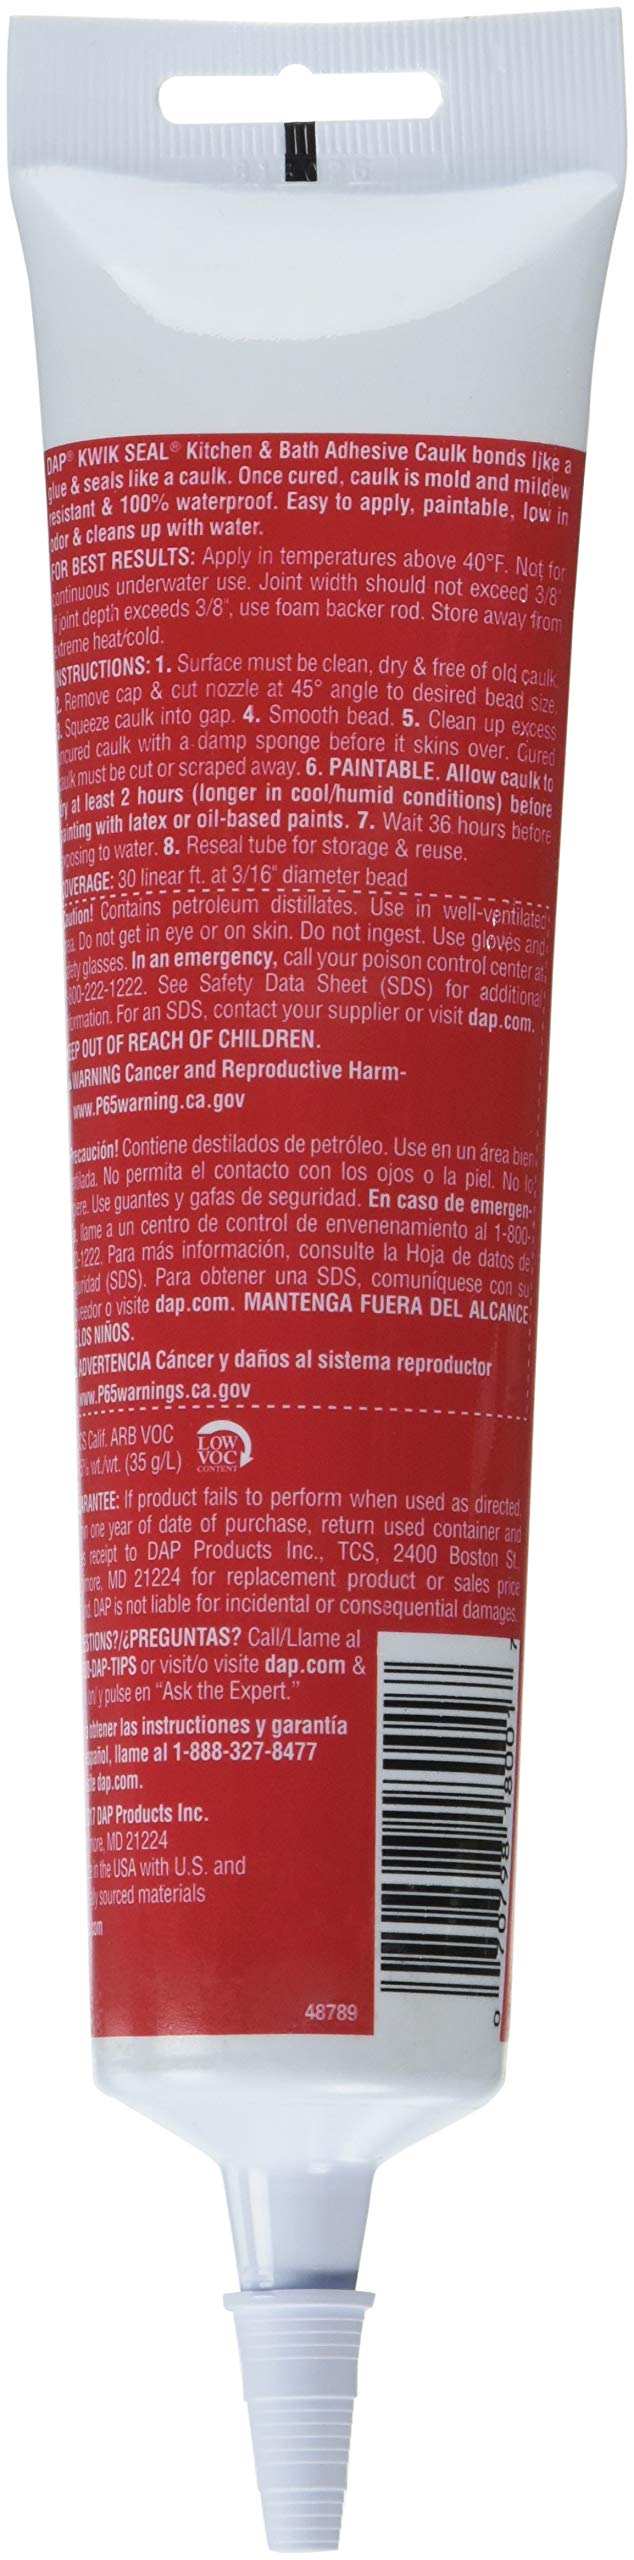 DAP® KWIK SEAL® Kitchen & Bath Adhesive Caulk bonds like a
glue & seals like a caulk. Once cured, caulk is mold and mildew
resistant & 100% waterproof. Easy to apply, paintable, low in
odor & cleans up with water.
FOR BEST RESULTS: Apply in temperatures above 40°F. Not for
continuous underwater use. Joint width should not exceed 3/8"
joint depth exceeds 3/8", use foam backer rod. Store away from
extreme heat/cold.
INSTRUCTIONS: 1. Surface must be clean, dry & free of old caulk.
2. Remove cap & cut nozzle at 45° angle to desired bead size.
3. Squeeze caulk into gap. 4. Smooth bead. 5. Clean up excess
uncured caulk with a damp sponge before it skins over. Cured
caulk must be cut or scraped away. 6. PAINTABLE. Allow caulk to
dry at least 2 hours (longer in cool/humid conditions) before
painting with latex or oil-based paints. 7. Wait 36 hours before
exposing to water. 8. Reseal tube for storage & reuse.
COVERAGE: 30 linear ft. at 3/16" diameter bead
Caution! Contains petroleum distillates. Use in well-ventilated
area. Do not get in eye or on skin. Do not ingest. Use gloves and
safety glasses. In an emergency, call your poison control center at
800-222-1222. See Safety Data Sheet (SDS) for additional
information. For an SDS, contact your supplier or visit dap.com.
KEEP OUT OF REACH OF CHILDREN.
WARNING Cancer and Reproductive Harm-
www.P65warning.ca.gov
Precaución! Contiene destilados de petróleo. Use en un área bien
ventilada. No permita el contacto con los ojos o la piel. No lo
Use guantes y gafas de seguridad. En caso de emergen-
llame a un centro de control de envenenamiento al 1-800-
-1222. Para más información, consulte la Hoja de datos de
(SDS). Para obtener una SDS, comuníquese con su
o visite dap.com. MANTENGA FUERA DEL ALCANCE
LOS NIÑOS.
ADVERTENCIA Cáncer y daños al sistema reproductor
www.P65warnings.ca.gov
Calif. ARB VOC
wt./wt. (35 g/L)
LOW
VOC
CONTENT
GUARANTEE: If product fails to perform when used as directed,
one year of date of purchase, return used container and
receipt to DAP Products Inc., TCS, 2400 Boston St.,
MD 21224 for replacement product or sales price
DAP is not liable for incidental or consequential damages.
QUESTIONS?/¿PREGUNTAS? Call/Llame al
-DAP-TIPS or visit/o visite dap.com &
y pulse en "Ask the Expert."
obtener las instrucciones y garantía
español, llame al 1-888-327-8477
dap.com.
DAP Products Inc.
MD 21224
in the USA with U.S. and
sourced materials
48789
0 70798 18001 7